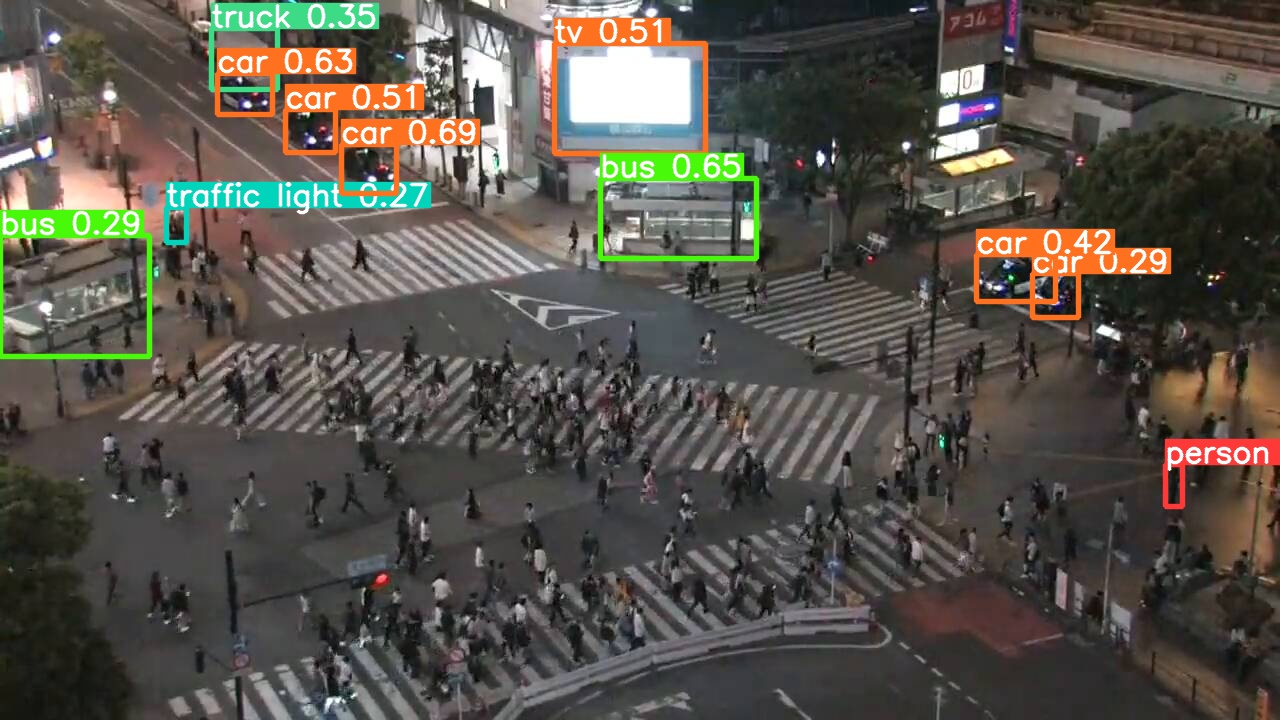 truck 0.35
tv 0.51
アコム
car 0.63
car 0.51
car 0.69
bus 0.65
traffic light 0.27
bus 0.29
car 0.42
car 0.29
person